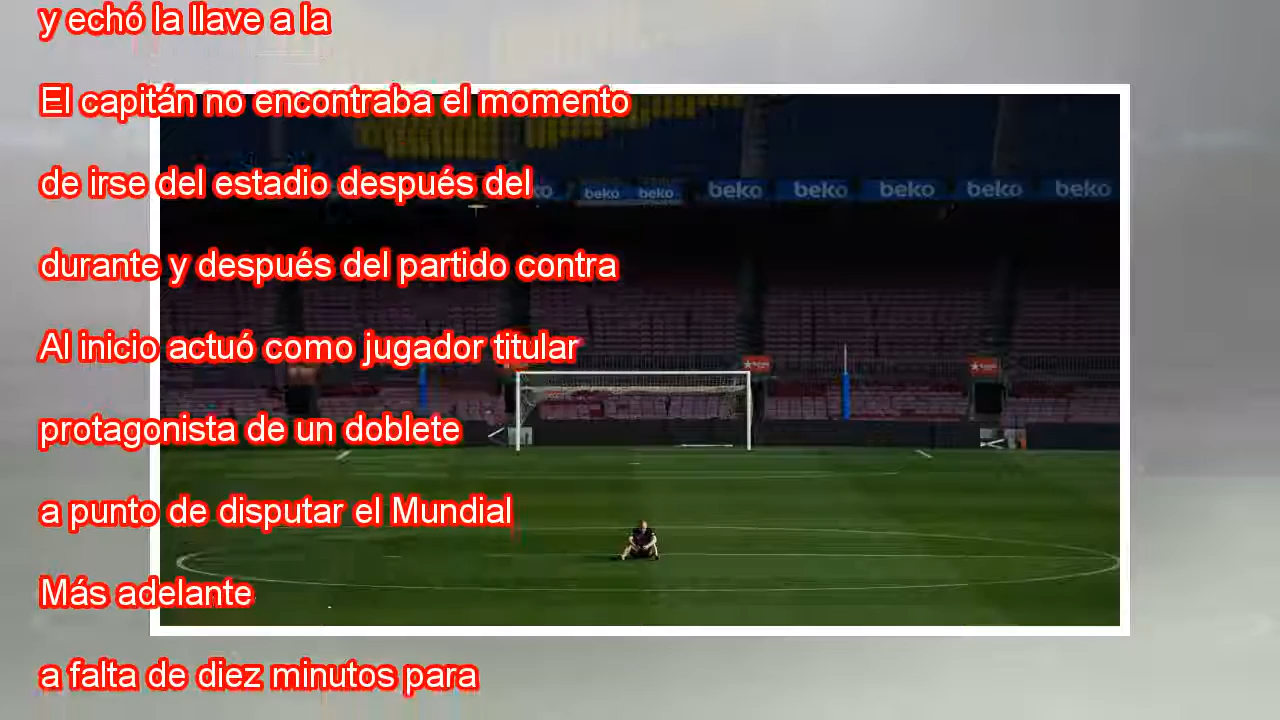 y echó la llave a la
El capitán no encontraba el momento
de irse del estadio después del
beko beko beko beko beko beko beko
durante y después del partido contra
Al inicio actuó como jugador titular
protagonista de un doblete
a punto de disputar el Mundial
Más adelante
a falta de diez minutos para